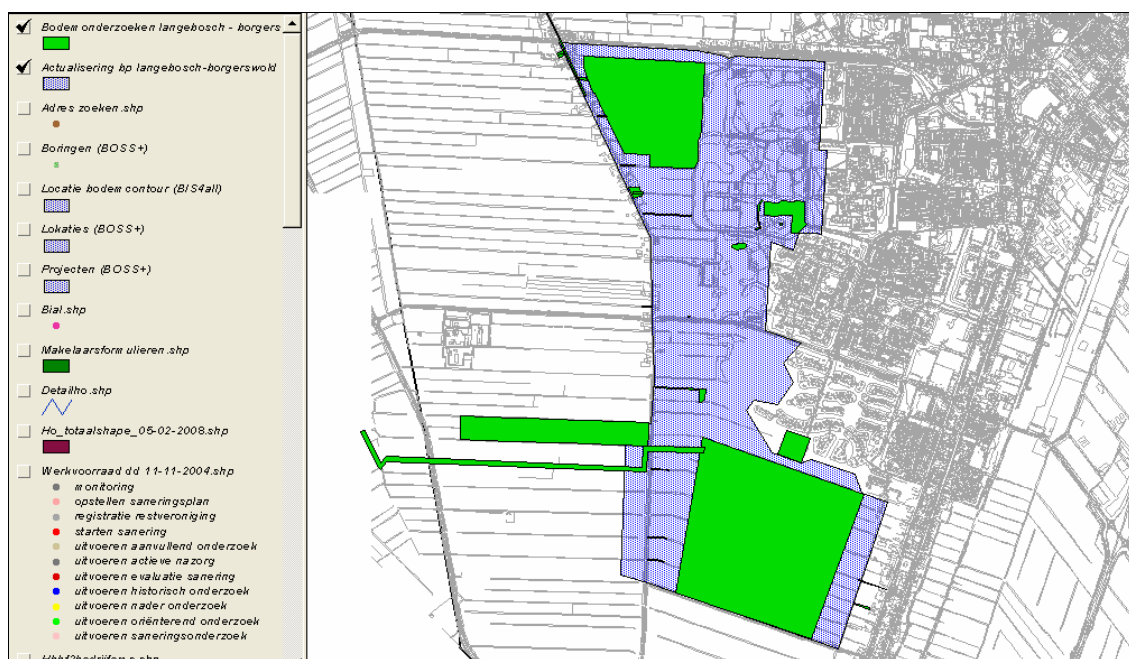 Bodem onderzoeken langebosch - borgers
Actualisering bp langebosch-borgerswold
Adres zoeken.shp
Boringen (BOSS+)
s
Locatie bodem contour (BIS4all)
Lokaties (BOSS+)
Projecten (BOSS+)
Bial.shp
Makelaarsformulieren.shp
Detailho.shp
Ho_totaalshape_05-02-2008.shp
Werkvoorraad dd 11-11-2004.shp
monitoring
opstellen saneringsplan
registratie restveroniging
starten sanering
uitvoeren aanvullend onderzoek
uitvoeren actieve nazorg
uitvoeren evaluatie sanering
uitvoeren historisch onderzoek
uitvoeren nader onderzoek
uitvoeren oriënterend onderzoek
uitvoeren saneringsonderzoek